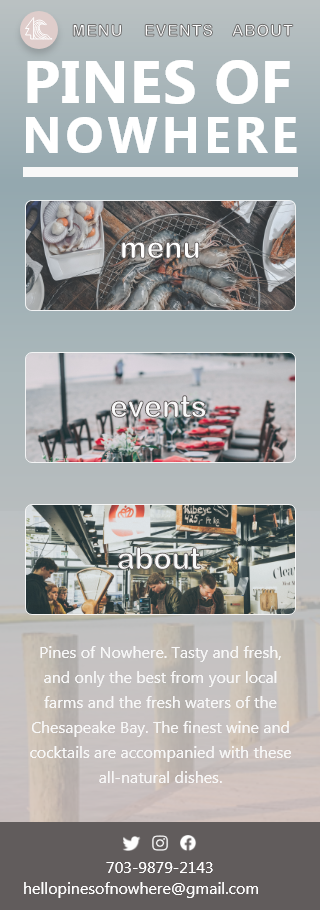 MENU EVENTS ABOUT
PINES OF
NOWHERE
menu
events
Ribeye
about
Pines of Nowhere. Tasty and fresh,
and only the best from your local
farms and the fresh waters of the
Chesapeake Bay. The finest wine and
cocktails are accompanied with these
all-natural dishes.
703-9879-2143
hellopinesofnowhere@gmail.com